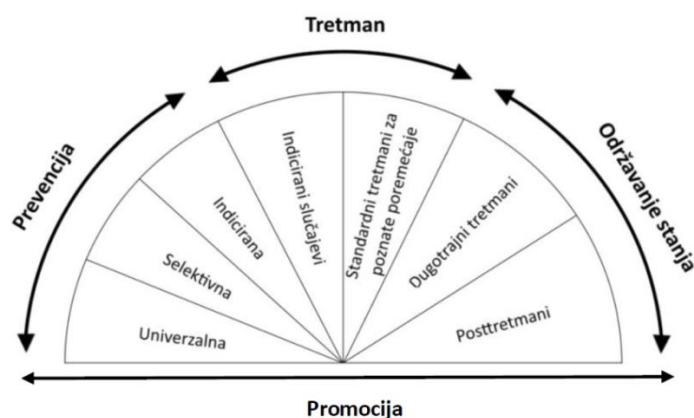 Tretman
Prevencija
Održavanje stanja
Univerzalna
Selektivna
Indicirana
Indicirani slučajevi
Standardni tretmani za
poznate poremećaje
Dugotrajni tretmani
Posttretmani
Promocija